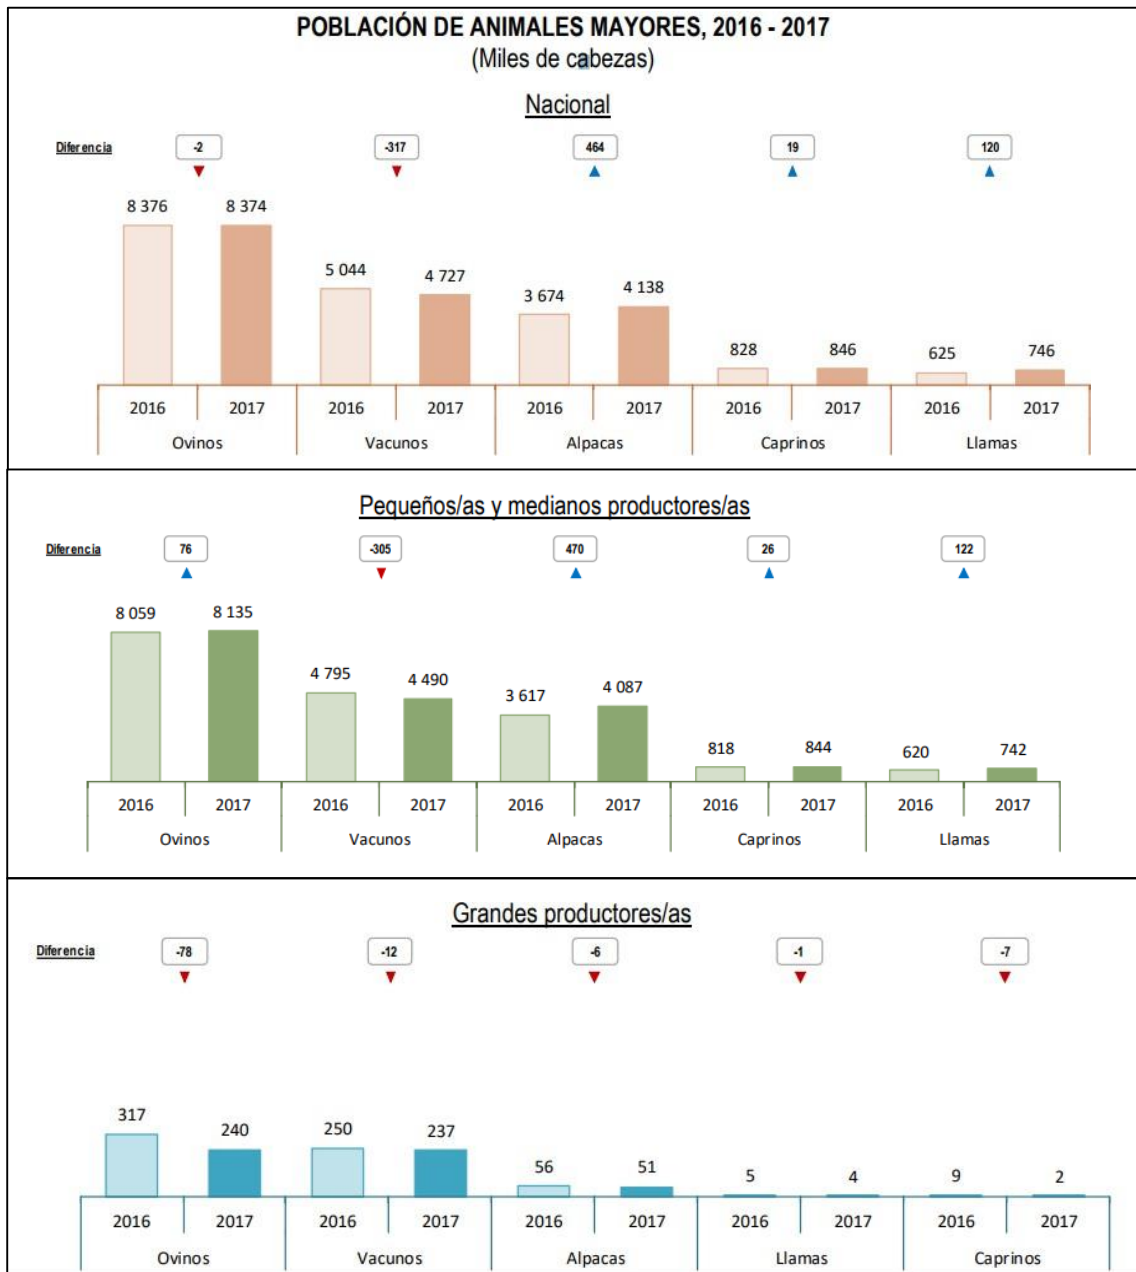 POBLACIÓN DE ANIMALES MAYORES, 2016 - 2017
(Miles de cabezas)
Nacional
Diferencia -2 -317 464 19 120
8 376 8 374 5 044 4 727 3 674 4 138 828 846 625 746
2016 2017 2016 2017 2016 2017 2016 2017 2016 2017
Ovinos Vacunos Alpacas Caprinos Llamas
Pequeños/as y medianos productores/as
Diferencia 76 -305 470 26 122
8 059 8 135 4 795 4 490 3 617 4 087 818 844 620 742
2016 2017 2016 2017 2016 2017 2016 2017 2016 2017
Ovinos Vacunos Alpacas Caprinos Llamas
Grandes productores/as
Diferencia -78 -12 -6 -1 -7
317 240 250 237 56 51 5 4 9 2
2016 2017 2016 2017 2016 2017 2016 2017 2016 2017
Ovinos Vacunos Alpacas Llamas Caprinos